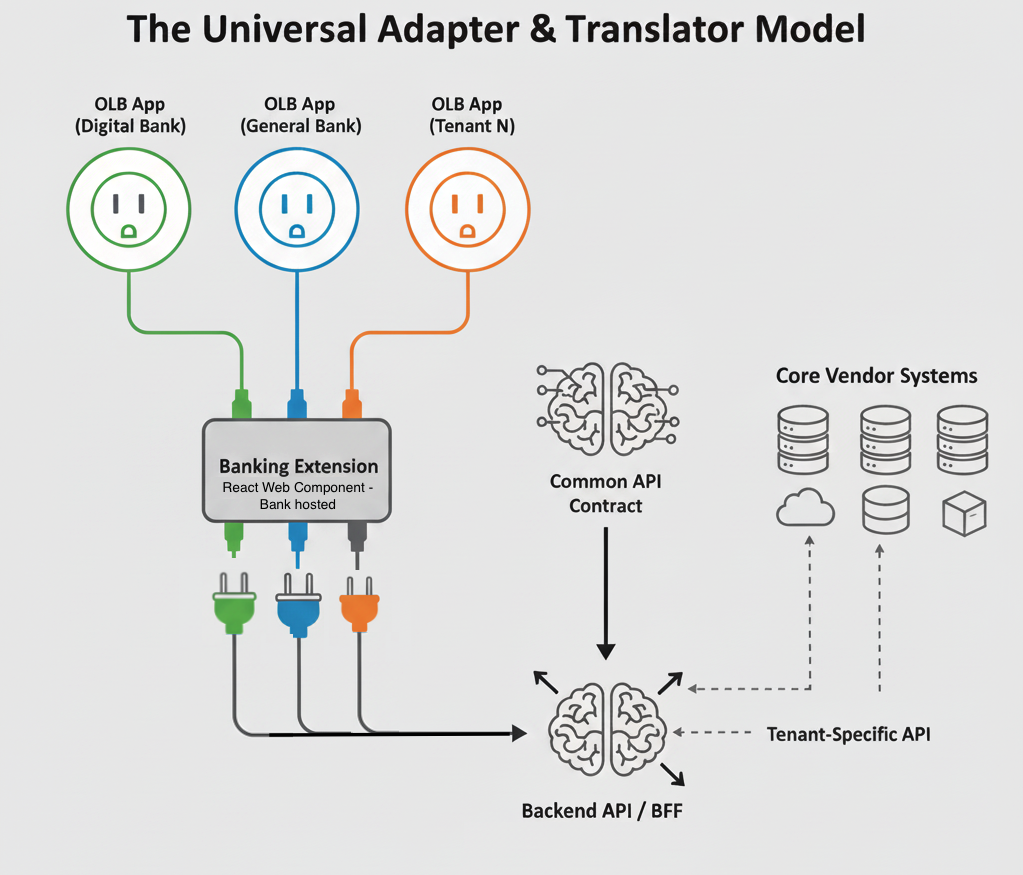 The Universal Adapter & Translator Model
OLB App
(Digital Bank)
OLB App
(General Bank)
OLB App
(Tenant N)
Banking Extension
React Web Component -
Bank hosted
Common API
Contract
Core Vendor Systems
Tenant-Specific API
Backend API / BFF